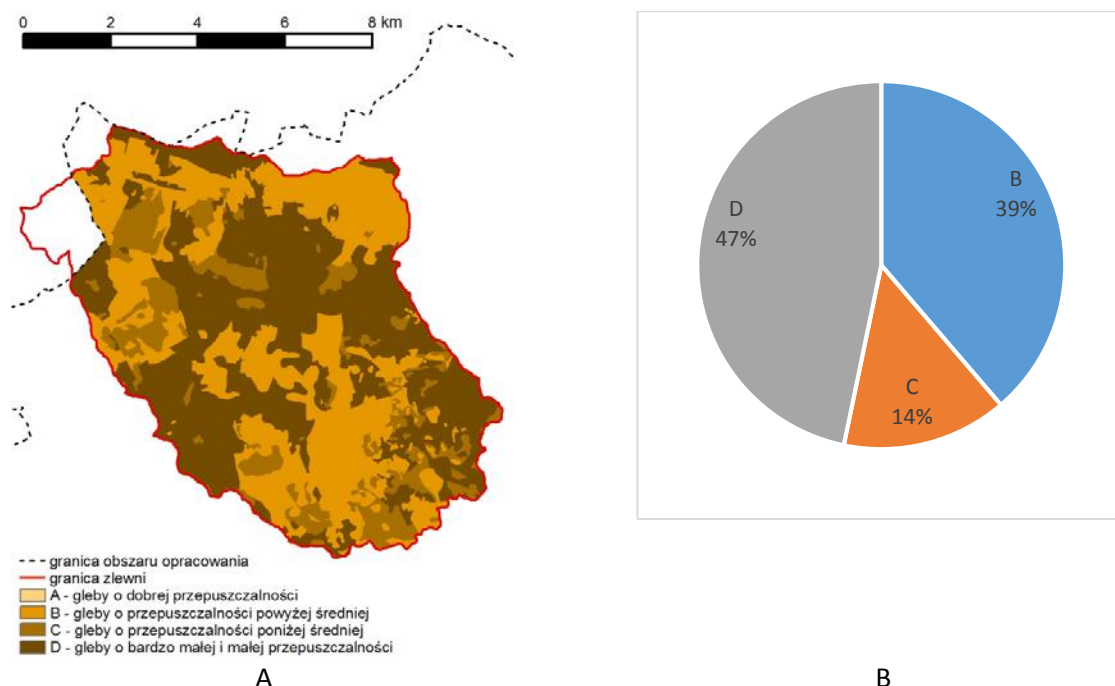 0 2 4 6 8 km
B
39%
D
47%
C
14%
granica obszaru opracowania
granica zlewni
A - gleby o dobrej przepuszczalności
B - gleby o przepuszczalności powyżej średniej
C - gleby o przepuszczalności poniżej średniej
D - gleby o bardzo małej i małej przepuszczalności
A
B